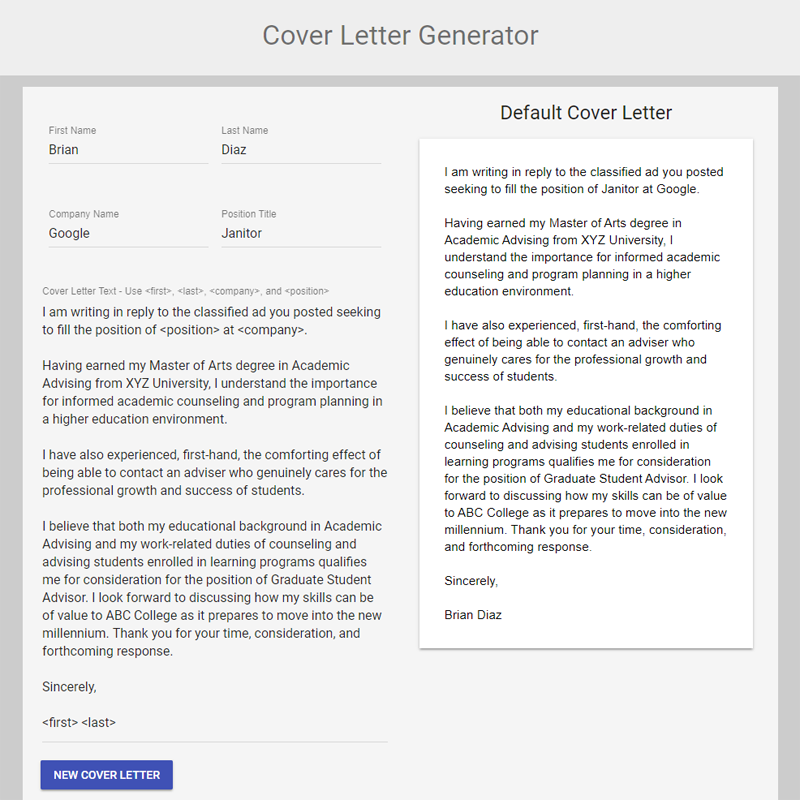 Cover Letter Generator
First Name
Last Name
Brian
Diaz
Company Name
Position Title
Google
Janitor
Cover Letter Text - Use <first>, <last>, <company>, and <position>
I am writing in reply to the classified ad you posted seeking
to fill the position of <position> at <company>.
Having earned my Master of Arts degree in Academic
Advising from XYZ University, I understand the importance
for informed academic counseling and program planning in
a higher education environment.
I have also experienced, first-hand, the comforting effect of
being able to contact an adviser who genuinely cares for the
professional growth and success of students.
I believe that both my educational background in Academic
Advising and my work-related duties of counseling and
advising students enrolled in learning programs qualifies
me for consideration for the position of Graduate Student
Advisor. I look forward to discussing how my skills can be
of value to ABC College as it prepares to move into the new
millennium. Thank you for your time, consideration, and
forthcoming response.
Sincerely,
<first> <last>
NEW COVER LETTER
Default Cover Letter
I am writing in reply to the classified ad you posted
seeking to fill the position of Janitor at Google.
Having earned my Master of Arts degree in
Academic Advising from XYZ University, I
understand the importance for informed academic
counseling and program planning in a higher
education environment.
I have also experienced, first-hand, the comforting
effect of being able to contact an adviser who
genuinely cares for the professional growth and
success of students.
I believe that both my educational background in
Academic Advising and my work-related duties of
counseling and advising students enrolled in
learning programs qualifies me for consideration
for the position of Graduate Student Advisor. I look
forward to discussing how my skills can be of value
to ABC College as it prepares to move into the new
millennium. Thank you for your time, consideration,
and forthcoming response.
Sincerely,
Brian Diaz